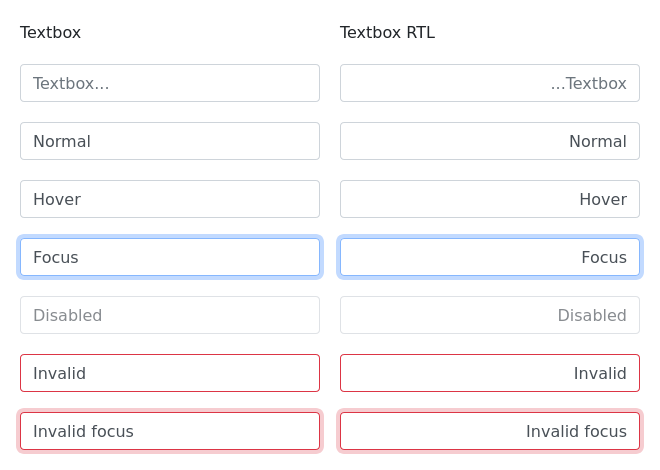 Textbox
Textbox RTL
Textbox...
...Textbox
Normal
Normal
Hover
Hover
Focus
Focus
Disabled
Disabled
Invalid
Invalid
Invalid focus
Invalid focus